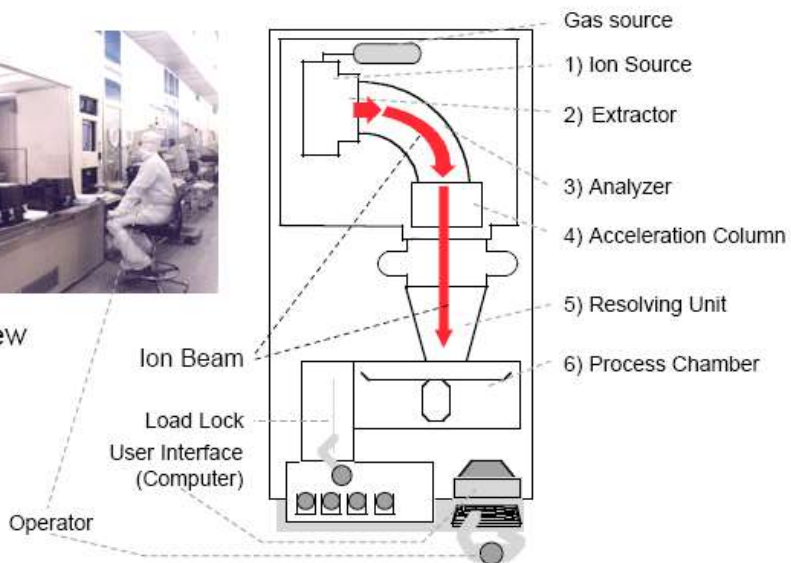 Gas source
1) Ion Source
2) Extractor
3) Analyzer
4) Acceleration Column
5) Resolving Unit
6) Process Chamber
Ion Beam
Load Lock
User Interface
(Computer)
Operator